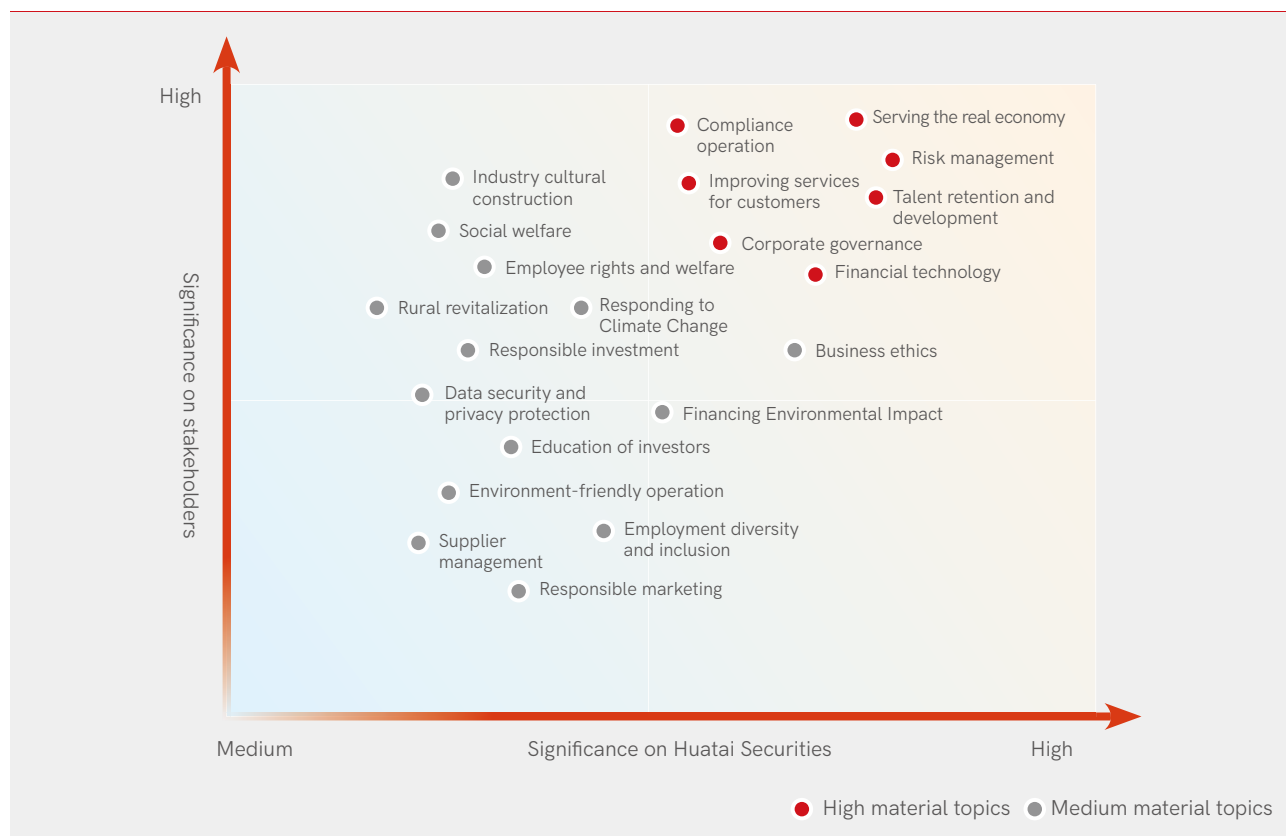 High
Compliance
operation
Serving the real economy
Risk management
Industry cultural
construction
Improving services
for customers
Talent retention and
development
Social welfare
Corporate governance
Employee rights and welfare
Financial technology
Rural revitalization
Responding to
Climate Change
Responsible investment
Business ethics
Data security and
privacy protection
Financing Environmental Impact
Education of investors
Environment-friendly operation
Employment diversity
and inclusion
Supplier
management
Responsible marketing
Significance on stakeholders
Medium
Significance on Huatai Securities
High
High material topics
Medium material topics